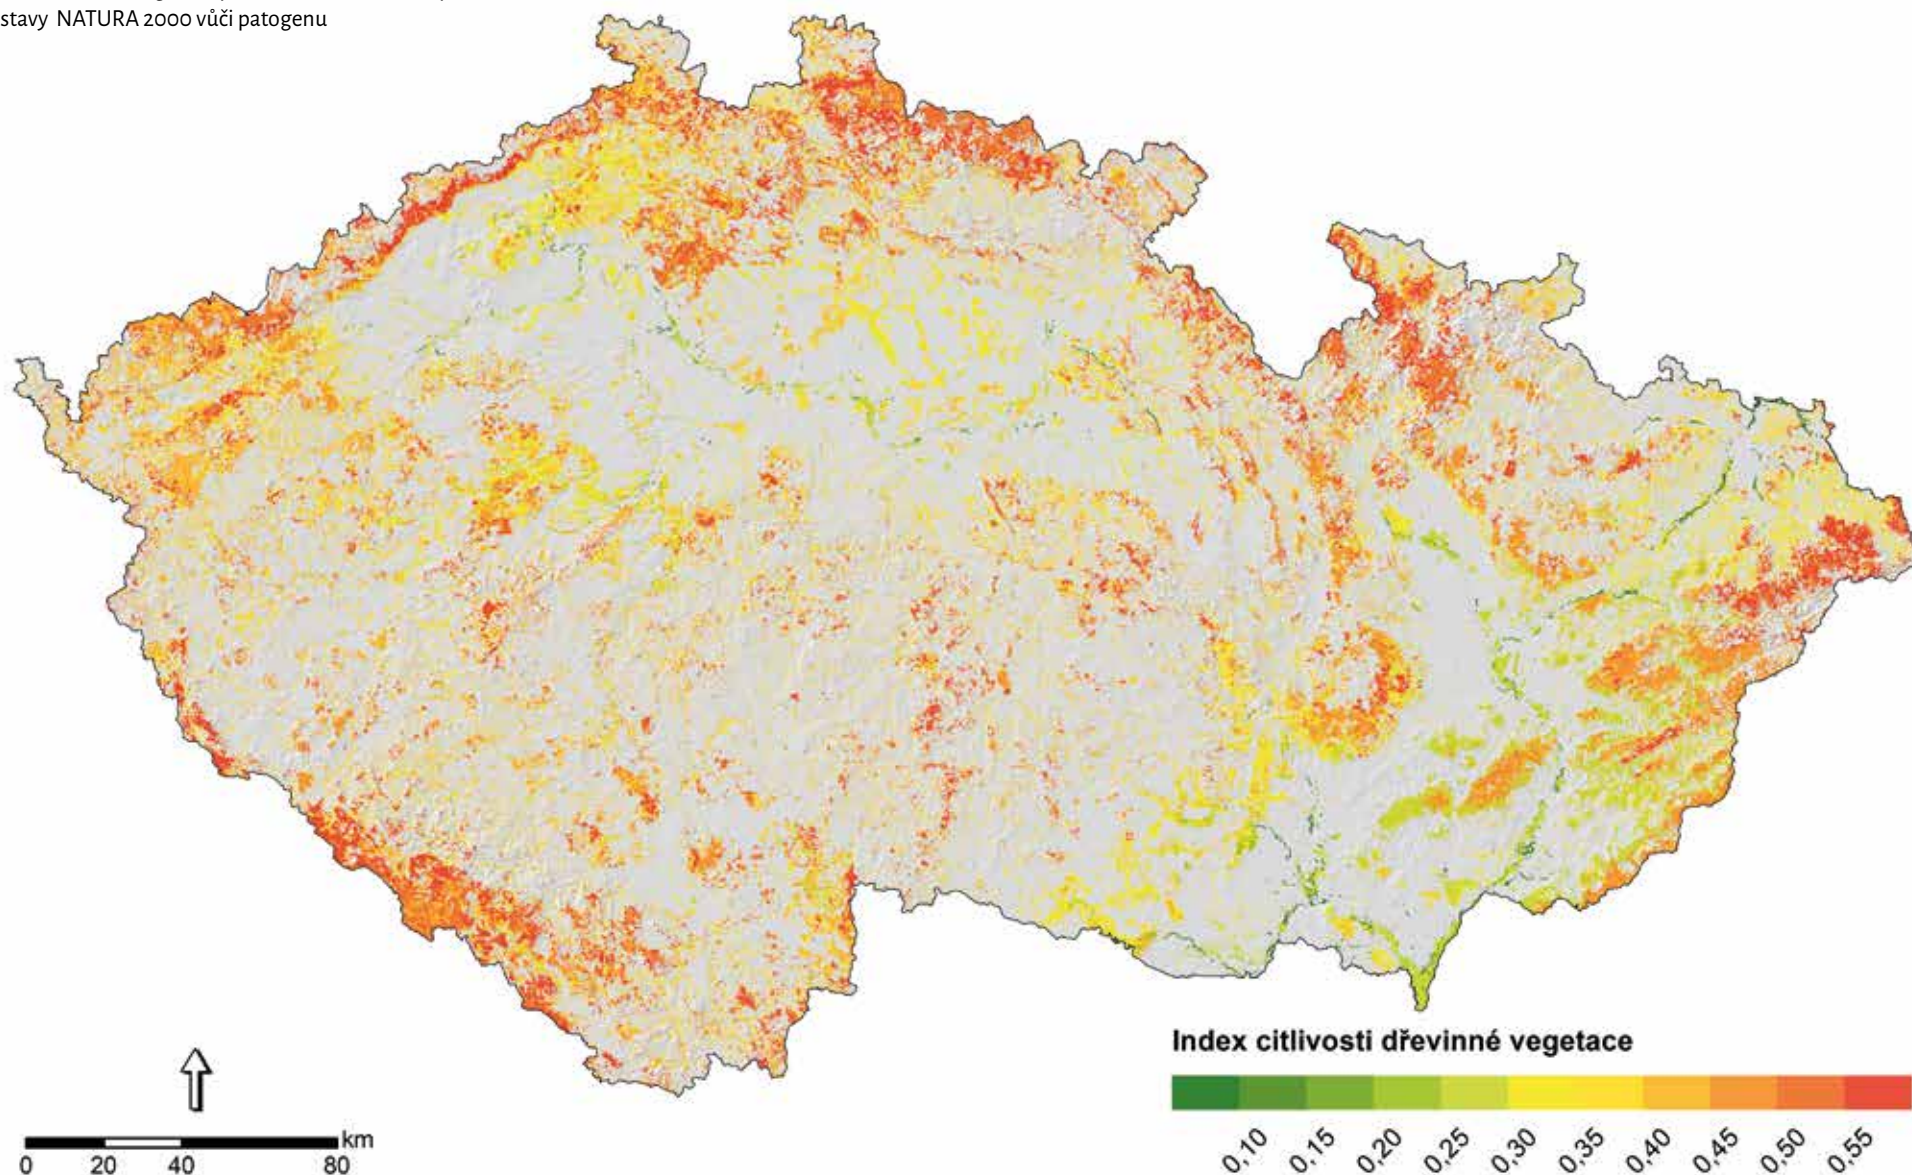 stavy NATURA 2000 vůči patogenu
Index citlivosti dřevinné vegetace
0,10 0,15 0,20 0,25 0,30 0,35 0,40 0,45 0,50 0,55
km
0 20 40 80